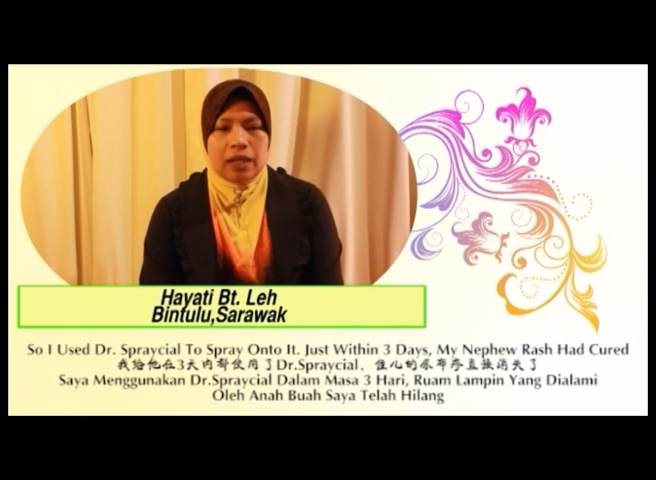 Hayati Bt. Leh
Bintulu,Sarawak
So I Used Dr. Spraycial To Spray Onto It. Just Within 3 Days, My Nephew Rash Had Cured
我给他在3天内都使用了Dr.Spraycial, 侄儿的尿布疹直接消失了
Saya Menggunakan Dr.Spraycial Dalam Masa 3 Hari, Ruam Lampin Yang Dialami
Oleh Anah Buah Saya Telah Hilang